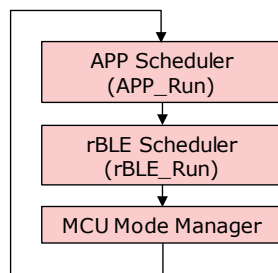 APP Scheduler
(APP_Run)
rBLE Scheduler
(rBLE_Run)
MCU Mode Manager